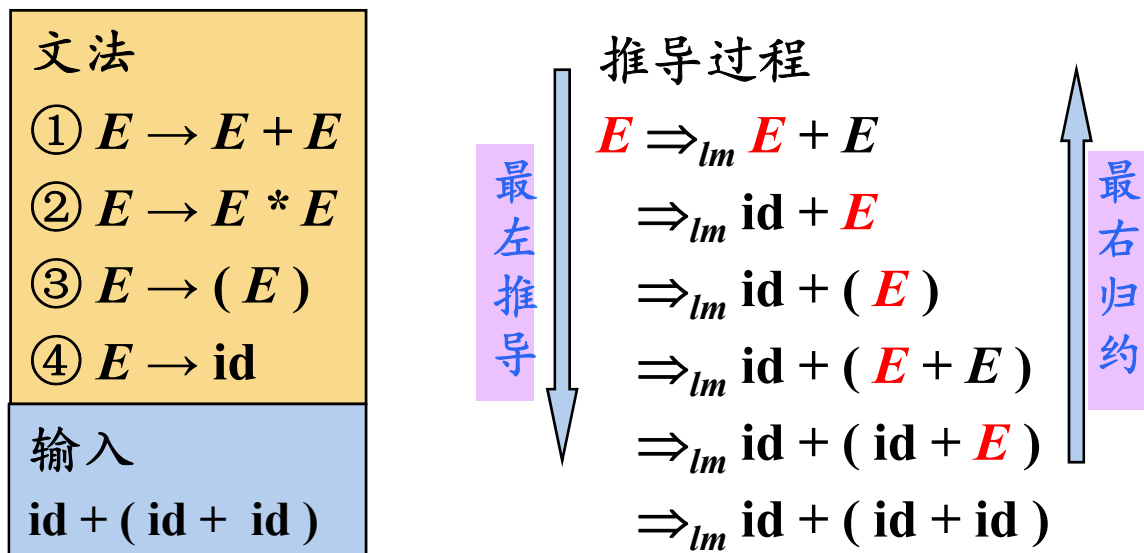 文法
① E → E + E
② E → E * E
③ E → ( E )
④ E → id
输入
id + ( id + id )
最左推导
推导过程
E ⇒lm E + E
⇒lm id + E
⇒lm id + ( E )
⇒lm id + ( E + E )
⇒lm id + ( id + E )
⇒lm id + ( id + id )
最右归约